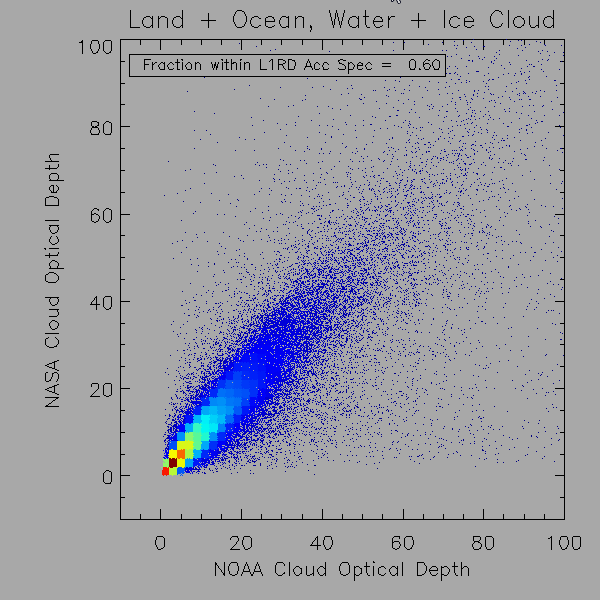 Land + Ocean, Water + Ice Cloud
Fraction within L1RD Acc Spec = 0.60
100
80
60
40
20
0
NASA Cloud Optical Depth
0 20 40 60 80 100
NOAA Cloud Optical Depth